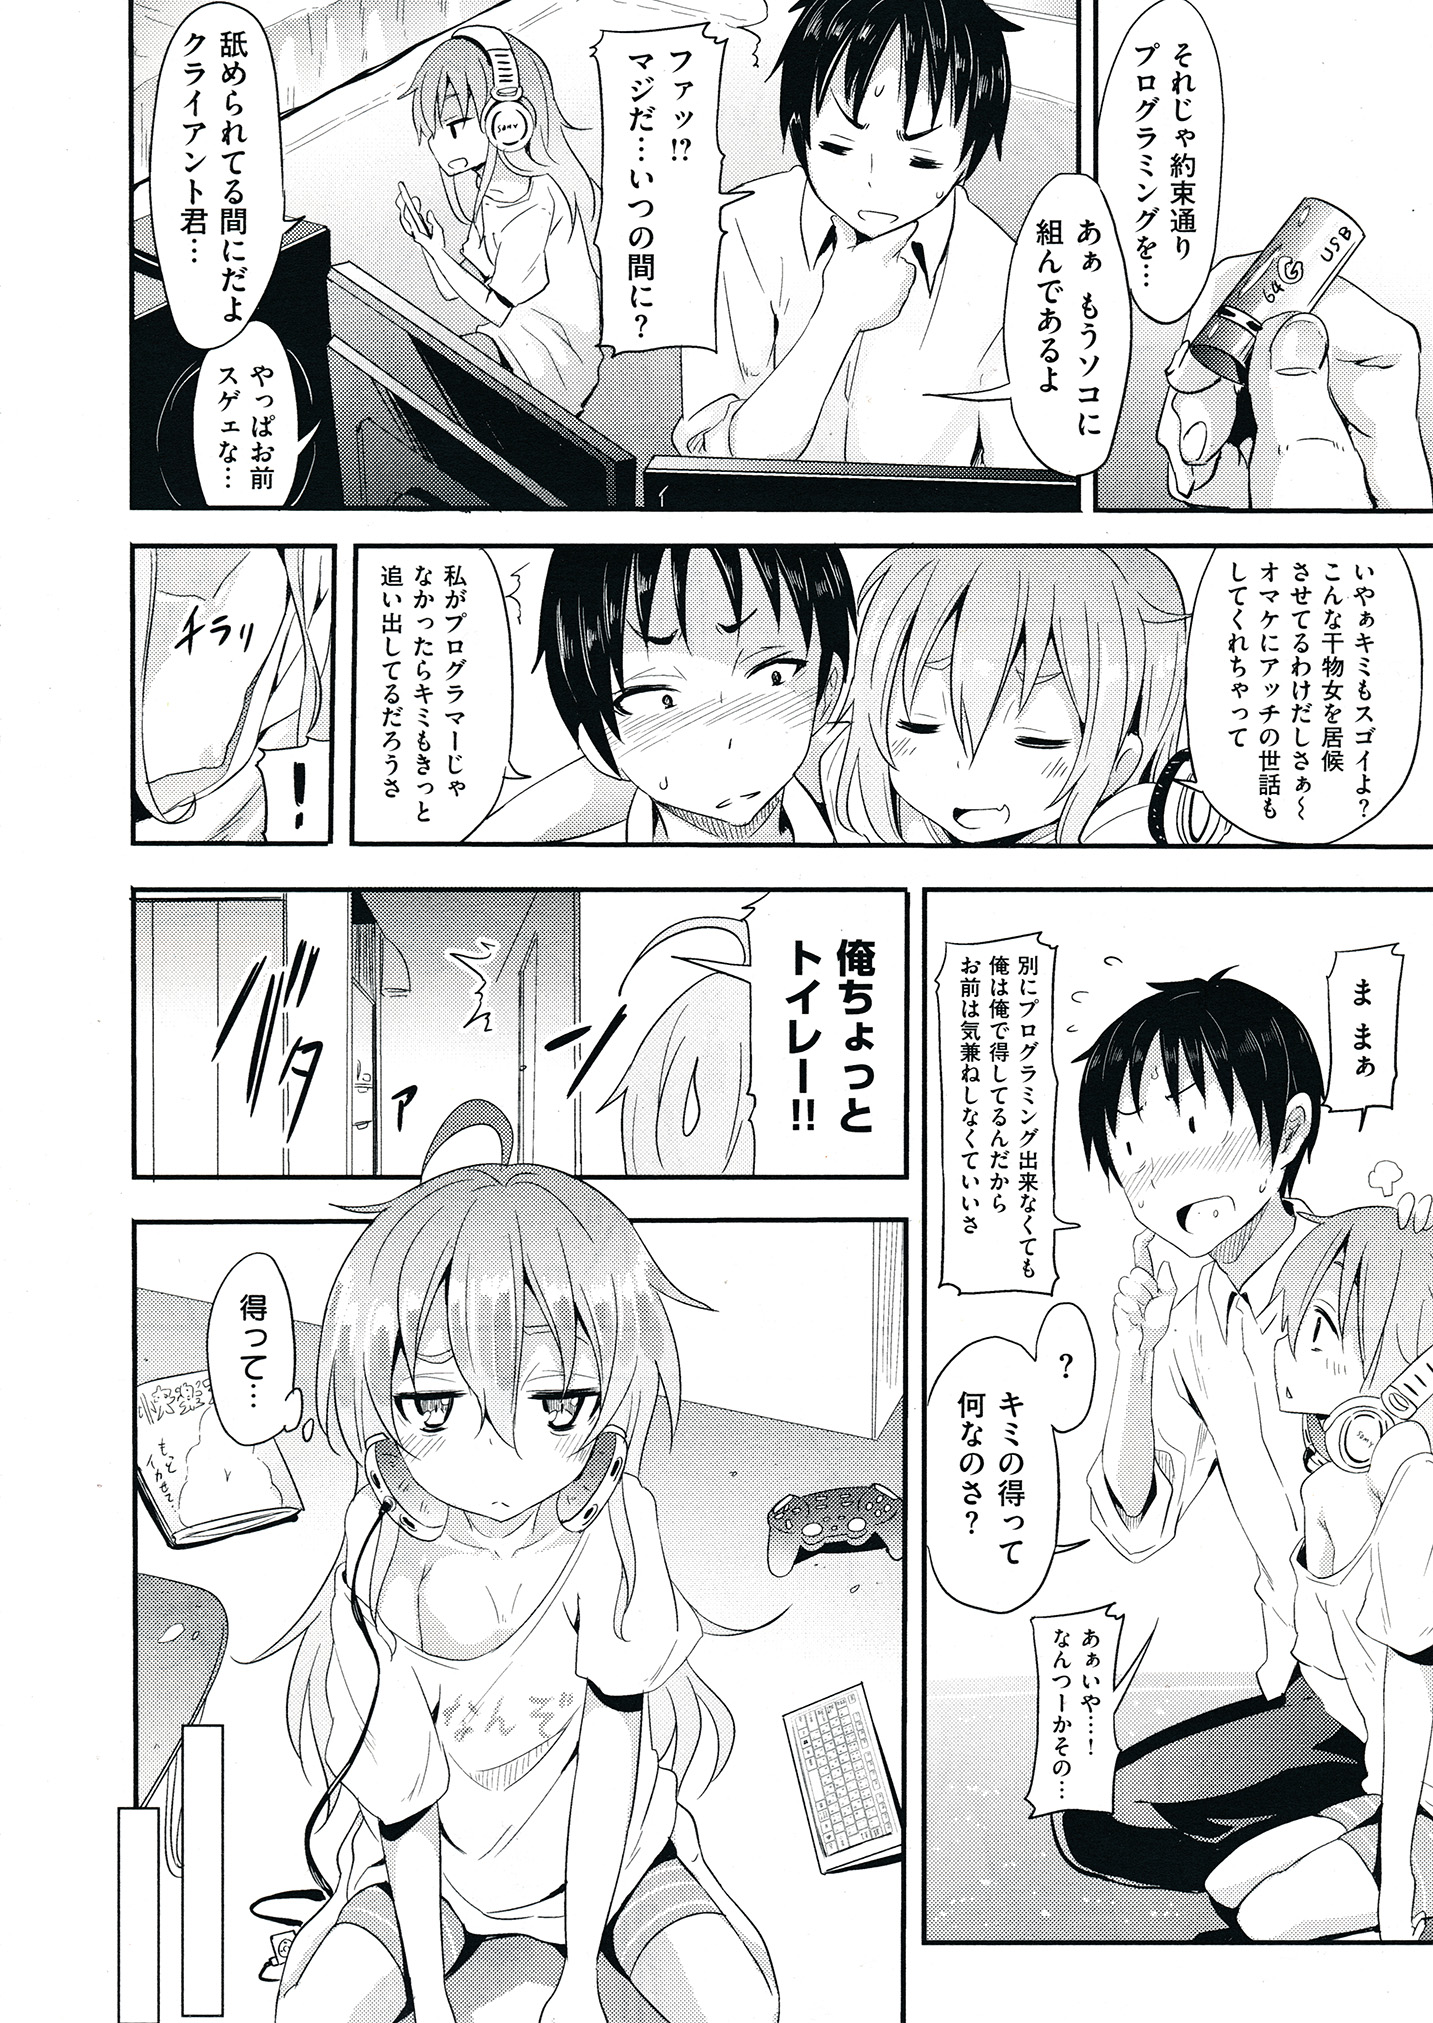 それじゃ約束通り
プログラミングを…
USB
64G
あぁ もうソコに
組んであるよ
ファッ!?
マジだ…いつの間に？
SOMY
舐められてる間にだよ
クライアント君…
やっぱお前
スゲェな…
いやぁキミもスゴイよ？
こんな干物女を居候
させてるわけだしさぁ〜
オマケにアッチの世話も
してくれちゃって
私がプログラマーじゃ
なかったらキミもきっと
追い出してるだろうさ
チラッ
！
ま まぁ
別にプログラミング出来なくても
俺は俺で得してるんだから
お前は気兼ねしなくていいさ
？
キミの得って
何なのさ？
SOMY
あぁいや…！
なんつーかその…
俺ちょっと
トイレー!!
バタァン
得って…
もっと
イカせて…
なんぞ